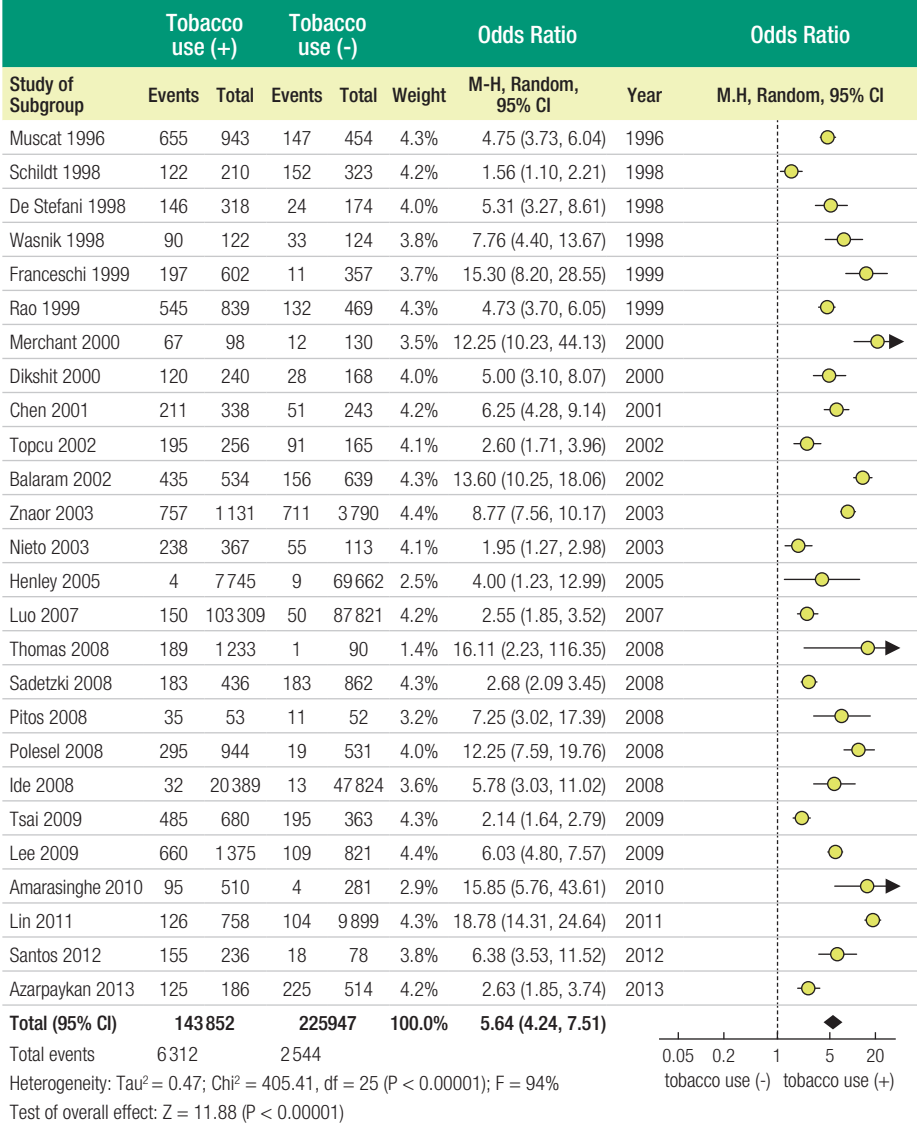 Tobacco use (+) Tobacco use (-) Odds Ratio Odds Ratio
Study of Subgroup Events Total Events Total Weight M-H, Random, 95% CI Year M.H, Random, 95% CI
Muscat 1996 655 943 147 454 4.3% 4.75 (3.73, 6.04) 1996
Schildt 1998 122 210 152 323 4.2% 1.56 (1.10, 2.21) 1998
De Stefani 1998 146 318 24 174 4.0% 5.31 (3.27, 8.61) 1998
Wasnik 1998 90 122 33 124 3.8% 7.76 (4.40, 13.67) 1998
Franceschi 1999 197 602 11 357 3.7% 15.30 (8.20, 28.55) 1999
Rao 1999 545 839 132 469 4.3% 4.73 (3.70, 6.05) 1999
Merchant 2000 67 98 12 130 3.5% 12.25 (10.23, 44.13) 2000
Dikshit 2000 120 240 28 168 4.0% 5.00 (3.10, 8.07) 2000
Chen 2001 211 338 51 243 4.2% 6.25 (4.28, 9.14) 2001
Topcu 2002 195 256 91 165 4.1% 2.60 (1.71, 3.96) 2002
Balaram 2002 435 534 156 639 4.3% 13.60 (10.25, 18.06) 2002
Znaor 2003 757 1131 711 3790 4.4% 8.77 (7.56, 10.17) 2003
Nieto 2003 238 367 55 113 4.1% 1.95 (1.27, 2.98) 2003
Henley 2005 4 7745 9 69662 2.5% 4.00 (1.23, 12.99) 2005
Luo 2007 150 103309 50 87821 4.2% 2.55 (1.85, 3.52) 2007
Thomas 2008 189 1233 1 90 1.4% 16.11 (2.23, 116.35) 2008
Sadetzki 2008 183 436 183 862 4.3% 2.68 (2.09 3.45) 2008
Pitos 2008 35 53 11 52 3.2% 7.25 (3.02, 17.39) 2008
Polesel 2008 295 944 19 531 4.0% 12.25 (7.59, 19.76) 2008
Ide 2008 32 20389 13 47824 3.6% 5.78 (3.03, 11.02) 2008
Tsai 2009 485 680 195 363 4.3% 2.14 (1.64, 2.79) 2009
Lee 2009 660 1375 109 821 4.4% 6.03 (4.80, 7.57) 2009
Amarasinghe 2010 95 510 4 281 2.9% 15.85 (5.76, 43.61) 2010
Lin 2011 126 758 104 9899 4.3% 18.78 (14.31, 24.64) 2011
Santos 2012 155 236 18 78 3.8% 6.38 (3.53, 11.52) 2012
Azarpaykan 2013 125 186 225 514 4.2% 2.63 (1.85, 3.74) 2013
Total (95% CI) 143852 225947 100.0% 5.64 (4.24, 7.51)
Total events 6312 2544
0.05 0.2 1 5 20
tobacco use (-) tobacco use (+)
Heterogeneity: Tau² = 0.47; Chi² = 405.41, df = 25 (P < 0.00001); F = 94%
Test of overall effect: Z = 11.88 (P < 0.00001)